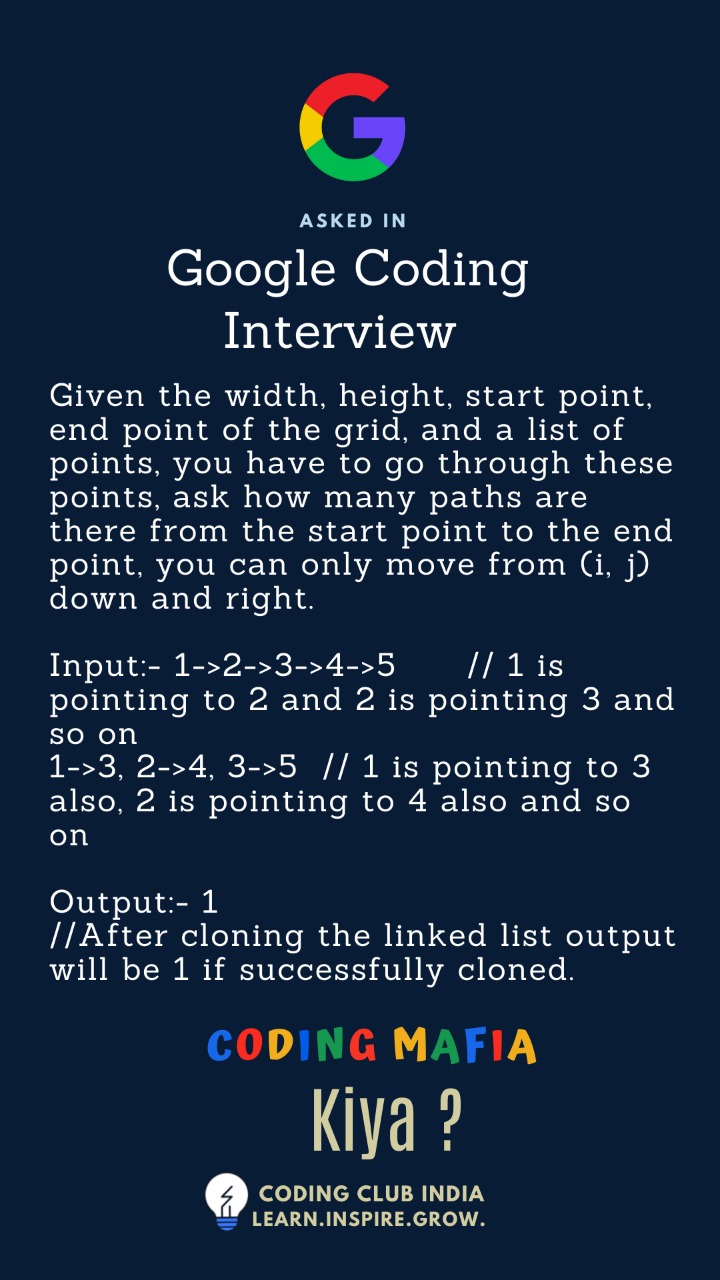 ASKED IN
Google Coding
Interview
Given the width, height, start point,
end point of the grid, and a list of
points, you have to go through these
points, ask how many paths are
there from the start point to the end
point, you can only move from (i, j)
down and right.
Input:- 1->2->3->4->5 // 1 is
pointing to 2 and 2 is pointing 3 and
so on
1->3, 2->4, 3->5 // 1 is pointing to 3
also, 2 is pointing to 4 also and so
on
Output:- 1
//After cloning the linked list output
will be 1 if successfully cloned.
CODING MAFIA
Kiya ?
CODING CLUB INDIA
LEARN.INSPIRE.GROW.